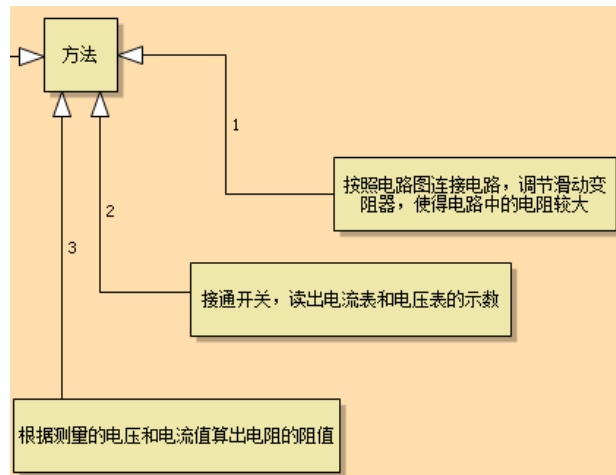 方法
1
按照电路图连接电路，调节滑动变
阻器，使得电路中的电阻较大
2
接通开关，读出电流表和电压表的示数
3
根据测量的电压和电流值算出电阻的阻值